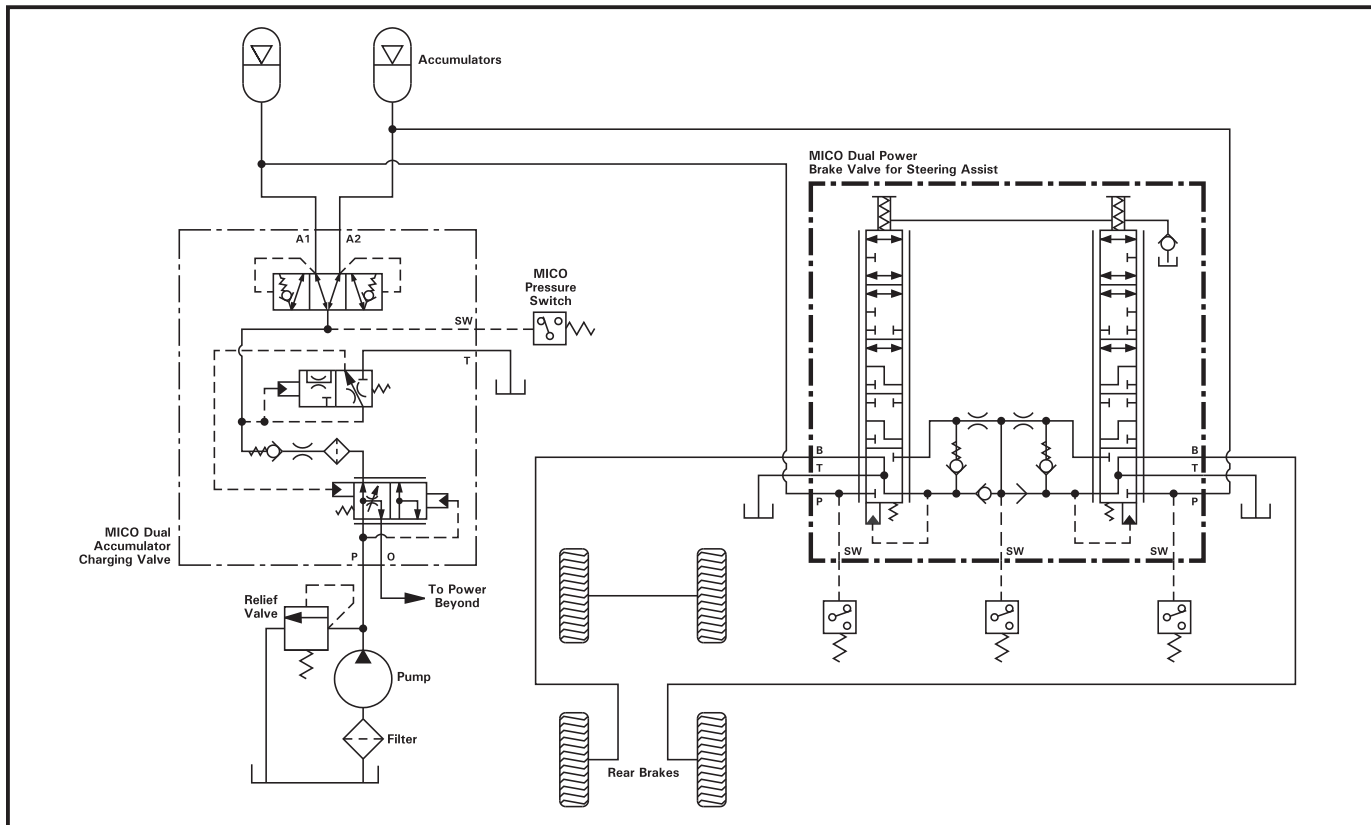 Accumulators
MICO Dual Power
Brake Valve for Steering Assist
A1
A2
MICO
Pressure
Switch
SW
T
MICO Dual
Accumulator
Charging Valve
P
O
To Power
Beyond
Relief
Valve
Pump
Filter
B
T
P
B
T
P
SW
SW
SW
Rear Brakes